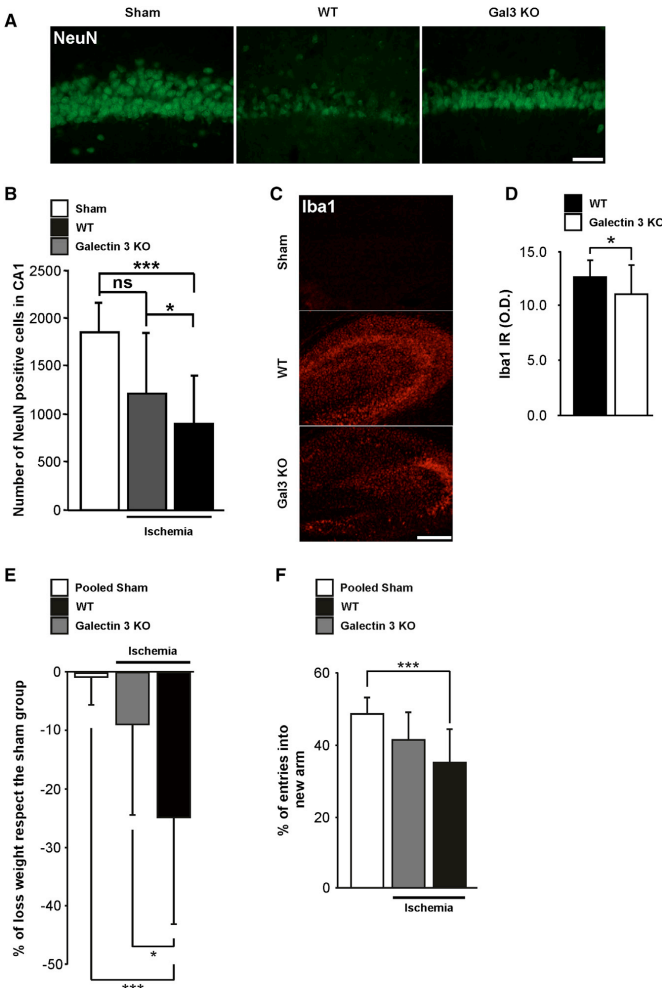 A
Sham
WT
Gal3 KO
NeuN
B
Sham
WT
Galectin 3 KO
Number of NeuN positive cells in CA1
2500
2000
1500
1000
500
0
***
ns
*
Ischemia
C
Iba1
Sham
WT
Gal3 KO
D
WT
Galectin 3 KO
Iba1 IR (O.D.)
15.0
10.0
5.0
0.0
*
E
Pooled Sham
WT
Galectin 3 KO
Ischemia
% of loss weight respect the sham group
0
-10
-20
-30
-40
-50
*
***
F
Pooled Sham
WT
Galectin 3 KO
% of entries into
new arm
60
40
20
0
***
Ischemia